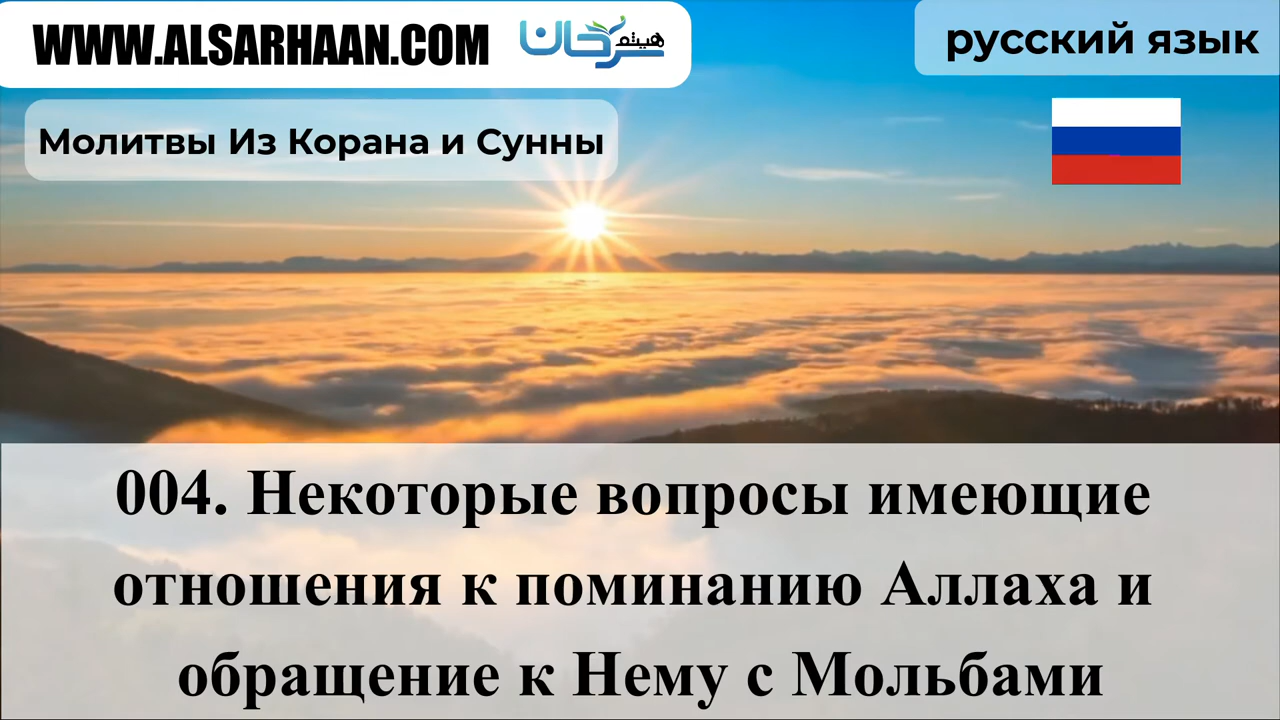 WWW.ALSARHAAN.COM
هيثم سرحان
русский язык
Молитвы Из Корана и Сунны
004. Некоторые вопросы имеющие
отношения к поминанию Аллаха и
обращение к Нему с Мольбами